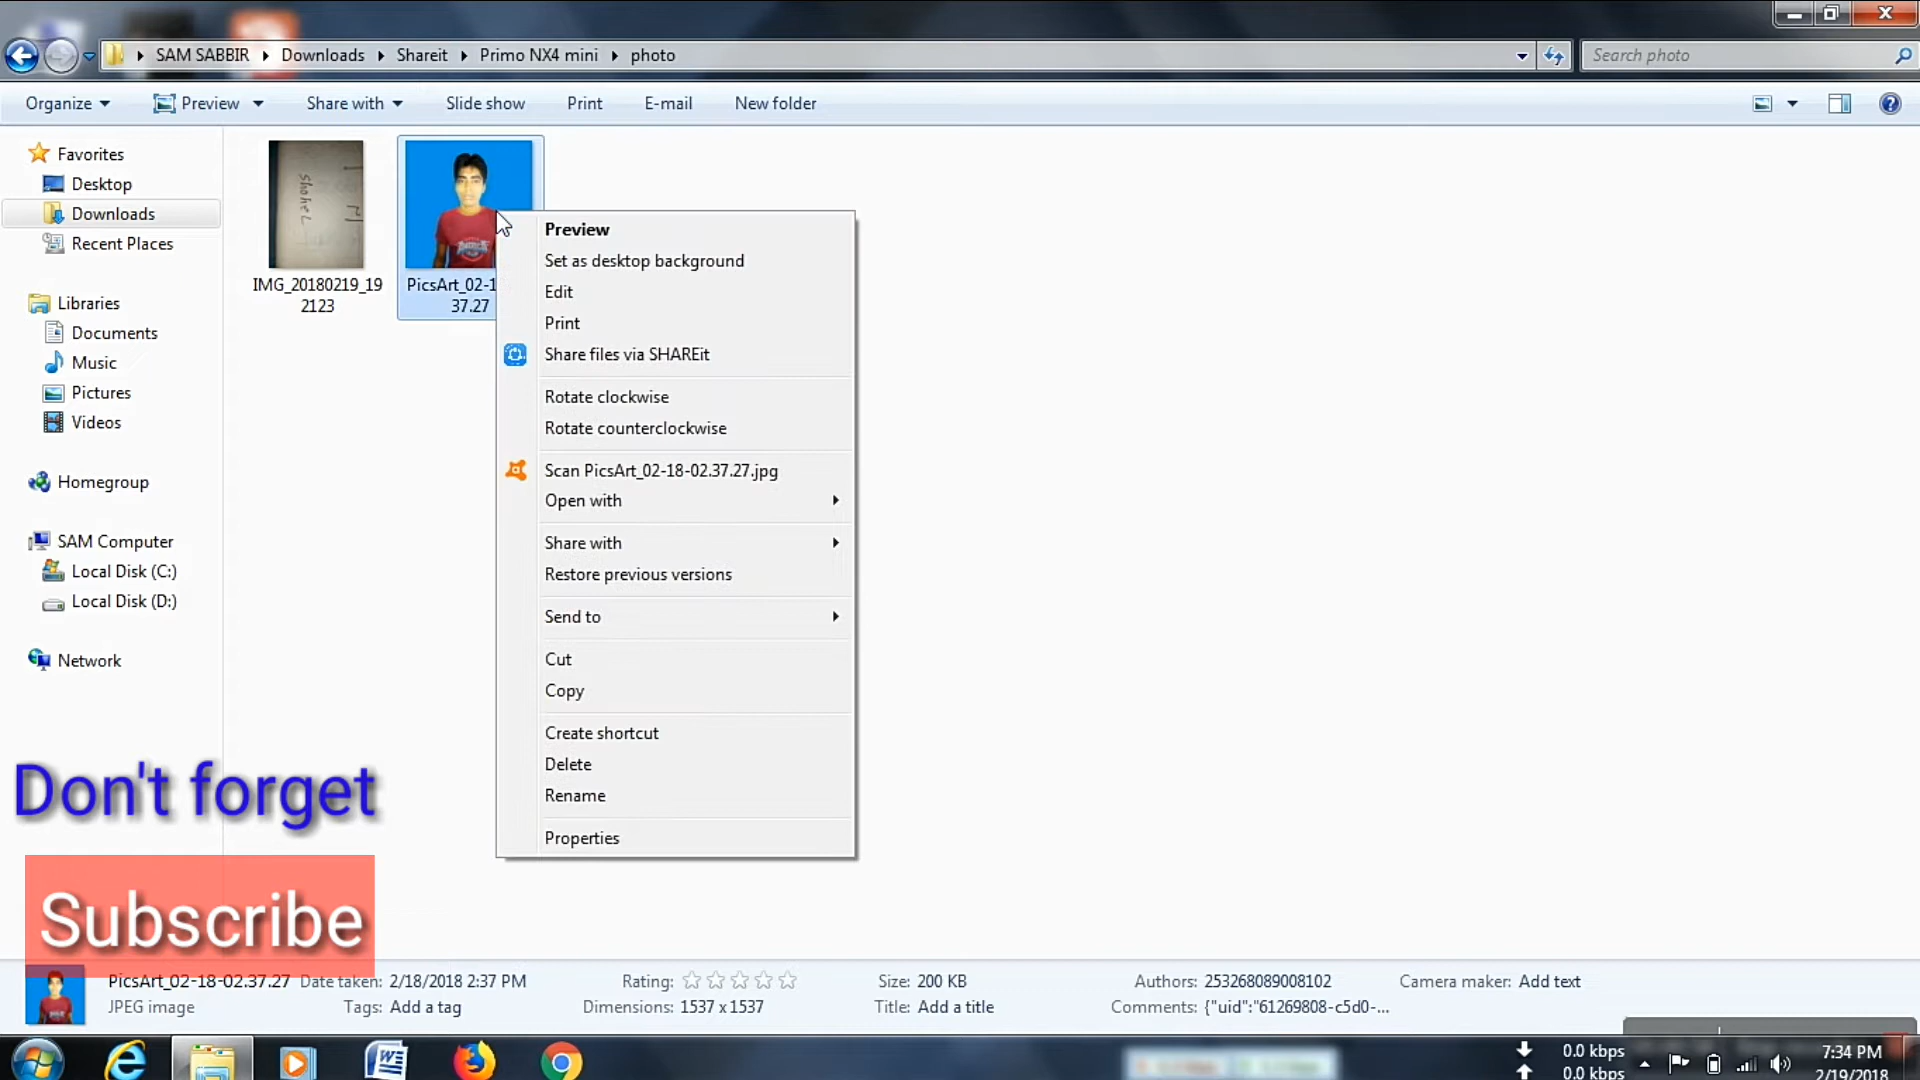 SAM SABBIR Downloads Shareit Primo NX4 mini photo
Search photo
Organize Preview Share with Slide show Print E-mail New folder
Favorites
Desktop
Downloads
Recent Places
Libraries
Documents
Music
Pictures
Videos
Homegroup
SAM Computer
Local Disk (C:)
Local Disk (D:)
Network
Shohel
IMG_20180219_19
2123
PicsArt_02-1
37.27
Preview
Set as desktop background
Edit
Print
Share files via SHAREit
Rotate clockwise
Rotate counterclockwise
Scan PicsArt_02-18-02.37.27.jpg
Open with
Share with
Restore previous versions
Send to
Cut
Copy
Create shortcut
Delete
Rename
Properties
Don't forget
Subscribe
PicsArt_02-18-02.37.27 Date taken: 2/18/2018 2:37 PM Rating: Size: 200 KB Authors: 253268089008102 Camera maker: Add text
JPEG image Tags: Add a tag Dimensions: 1537 x 1537 Title: Add a title Comments: {"uid":"61269808-c5d0-...
0.0 kbps
0.0 kbps
7:34 PM
2/19/2018